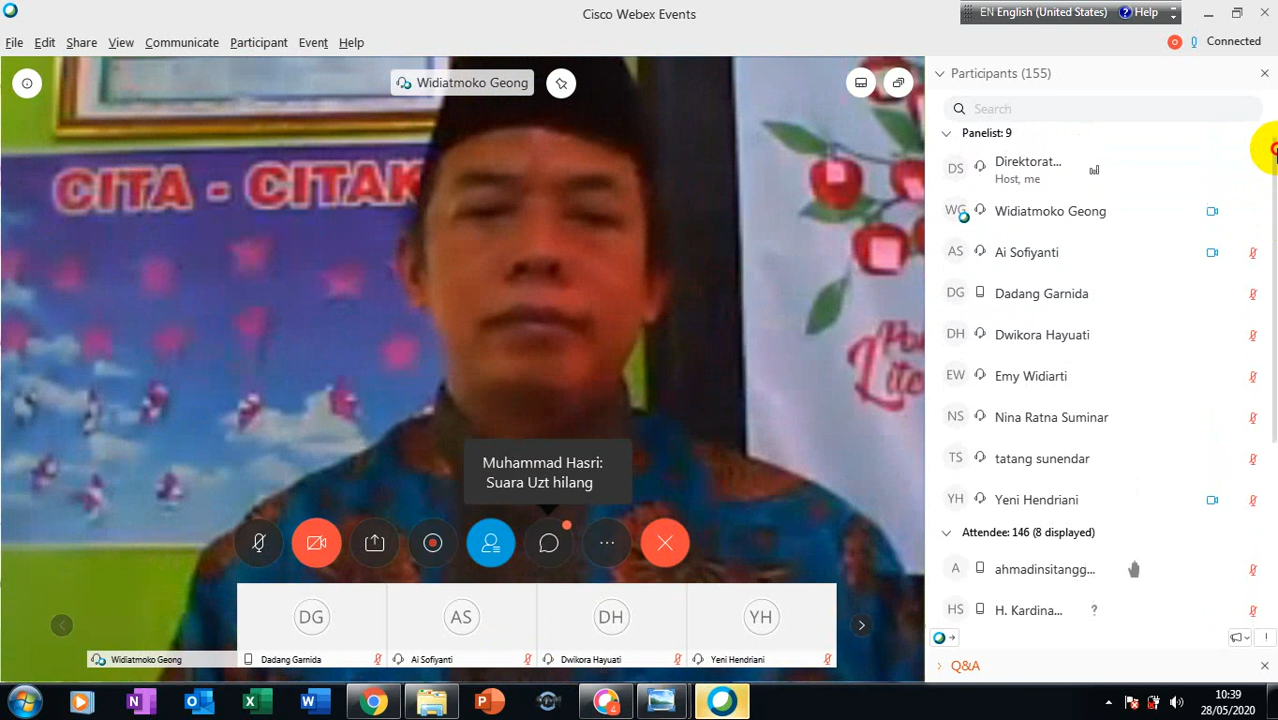 Cisco Webex Events
EN English (United States)
Help
File Edit Share View Communicate Participant Event Help
Connected
Widiatmoko Geong
Participants (155)
Search
Panelist: 9
DS Direktorat...
Host, me
WG Widiatmoko Geong
AS Ai Sofiyanti
DG Dadang Garnida
DH Dwikora Hayuati
EW Emy Widiarti
NS Nina Ratna Suminar
TS tatang sunendar
YH Yeni Hendriani
Attendee: 146 (8 displayed)
A ahmadinsitangg...
HS H. Kardina... ?
Q&A
CITA - CITAK
Muhammad Hasri:
Suara Uzt hilang
DG
AS
DH
YH
Widiatmoko Geong
Dadang Garnida
Ai Sofiyanti
Dwikora Hayuati
Yeni Hendriani
4
10:39
28/05/2020